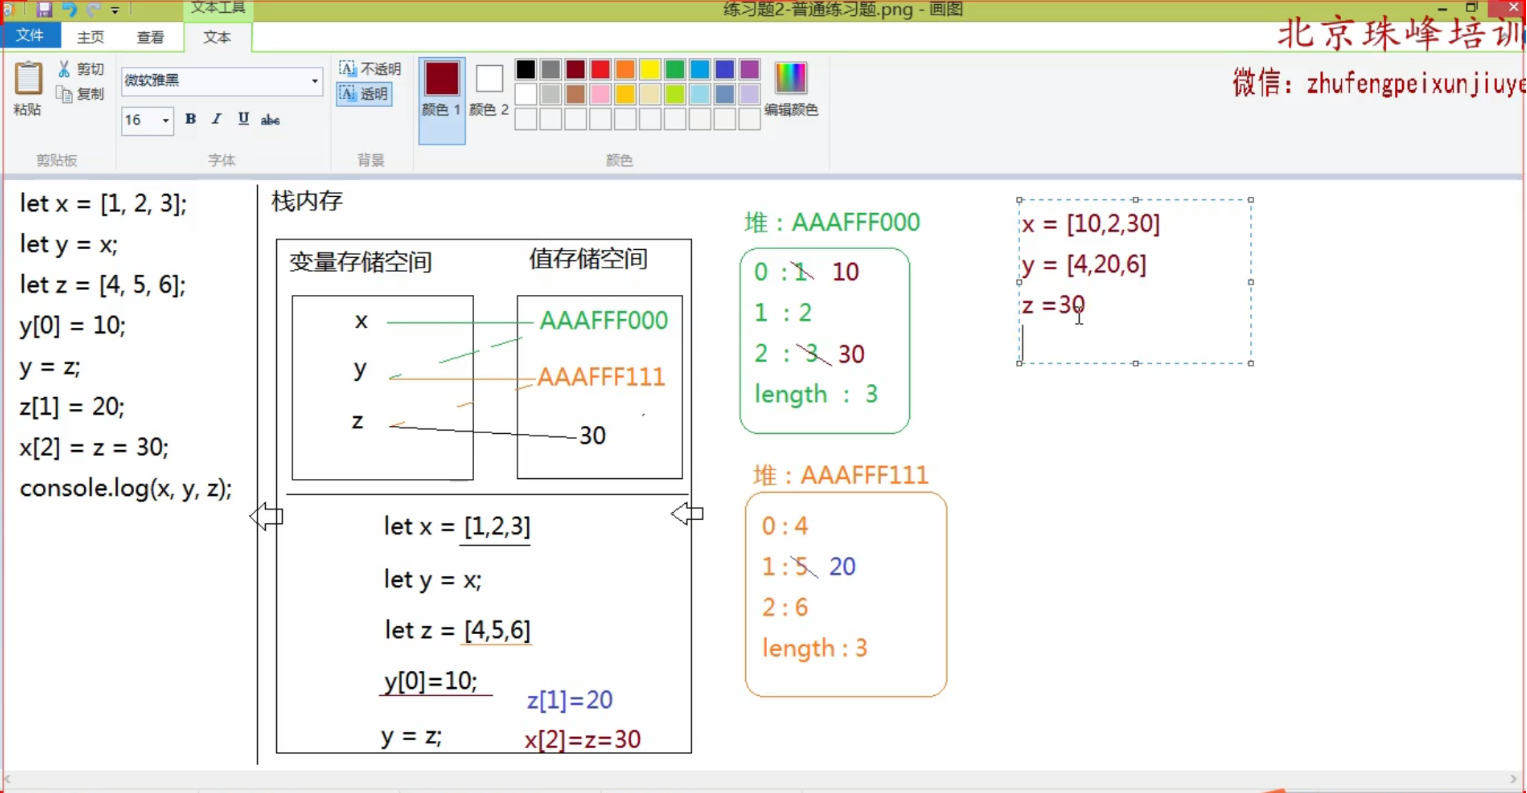 文本工具
练习题2-普通练习题.png - 画图
文件
主页
查看
文本
北京珠峰培训
微信：zhufengpeixunjiuye
粘贴
剪切
复制
剪贴板
微软雅黑
16
B I U abc
字体
不透明
透明
背景
颜色 1
颜色 2
编辑颜色
颜色
let x = [1, 2, 3];
let y = x;
let z = [4, 5, 6];
y[0] = 10;
y = z;
z[1] = 20;
x[2] = z = 30;
console.log(x, y, z);
栈内存
变量存储空间
值存储空间
x
AAAFFF000
y
AAAFFF111
z
30
let x = [1,2,3]
let y = x;
let z = [4,5,6]
y[0]=10;
z[1]=20
y = z;
x[2]=z=30
堆：AAAFFF000
0 : 1 10
1 : 2
2 : 3 30
length : 3
堆：AAAFFF111
0 : 4
1 : 5 20
2 : 6
length : 3
x = [10,2,30]
y = [4,20,6]
z =30